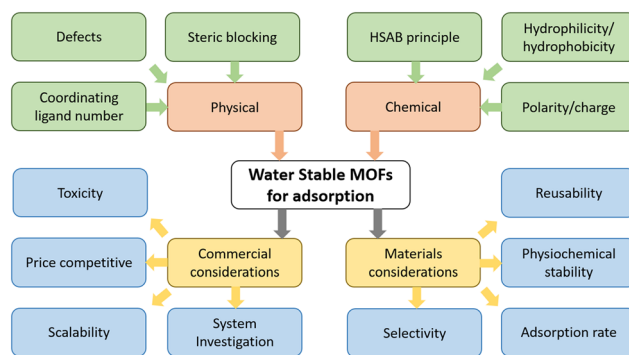 Defects
Steric blocking
HSAB principle
Hydrophilicity/
hydrophobicity
Coordinating
ligand number
Physical
Chemical
Polarity/charge
Water Stable MOFs
for adsorption
Toxicity
Reusability
Price competitive
Commercial
considerations
Materials
considerations
Physiochemical
stability
Scalability
System
Investigation
Selectivity
Adsorption rate